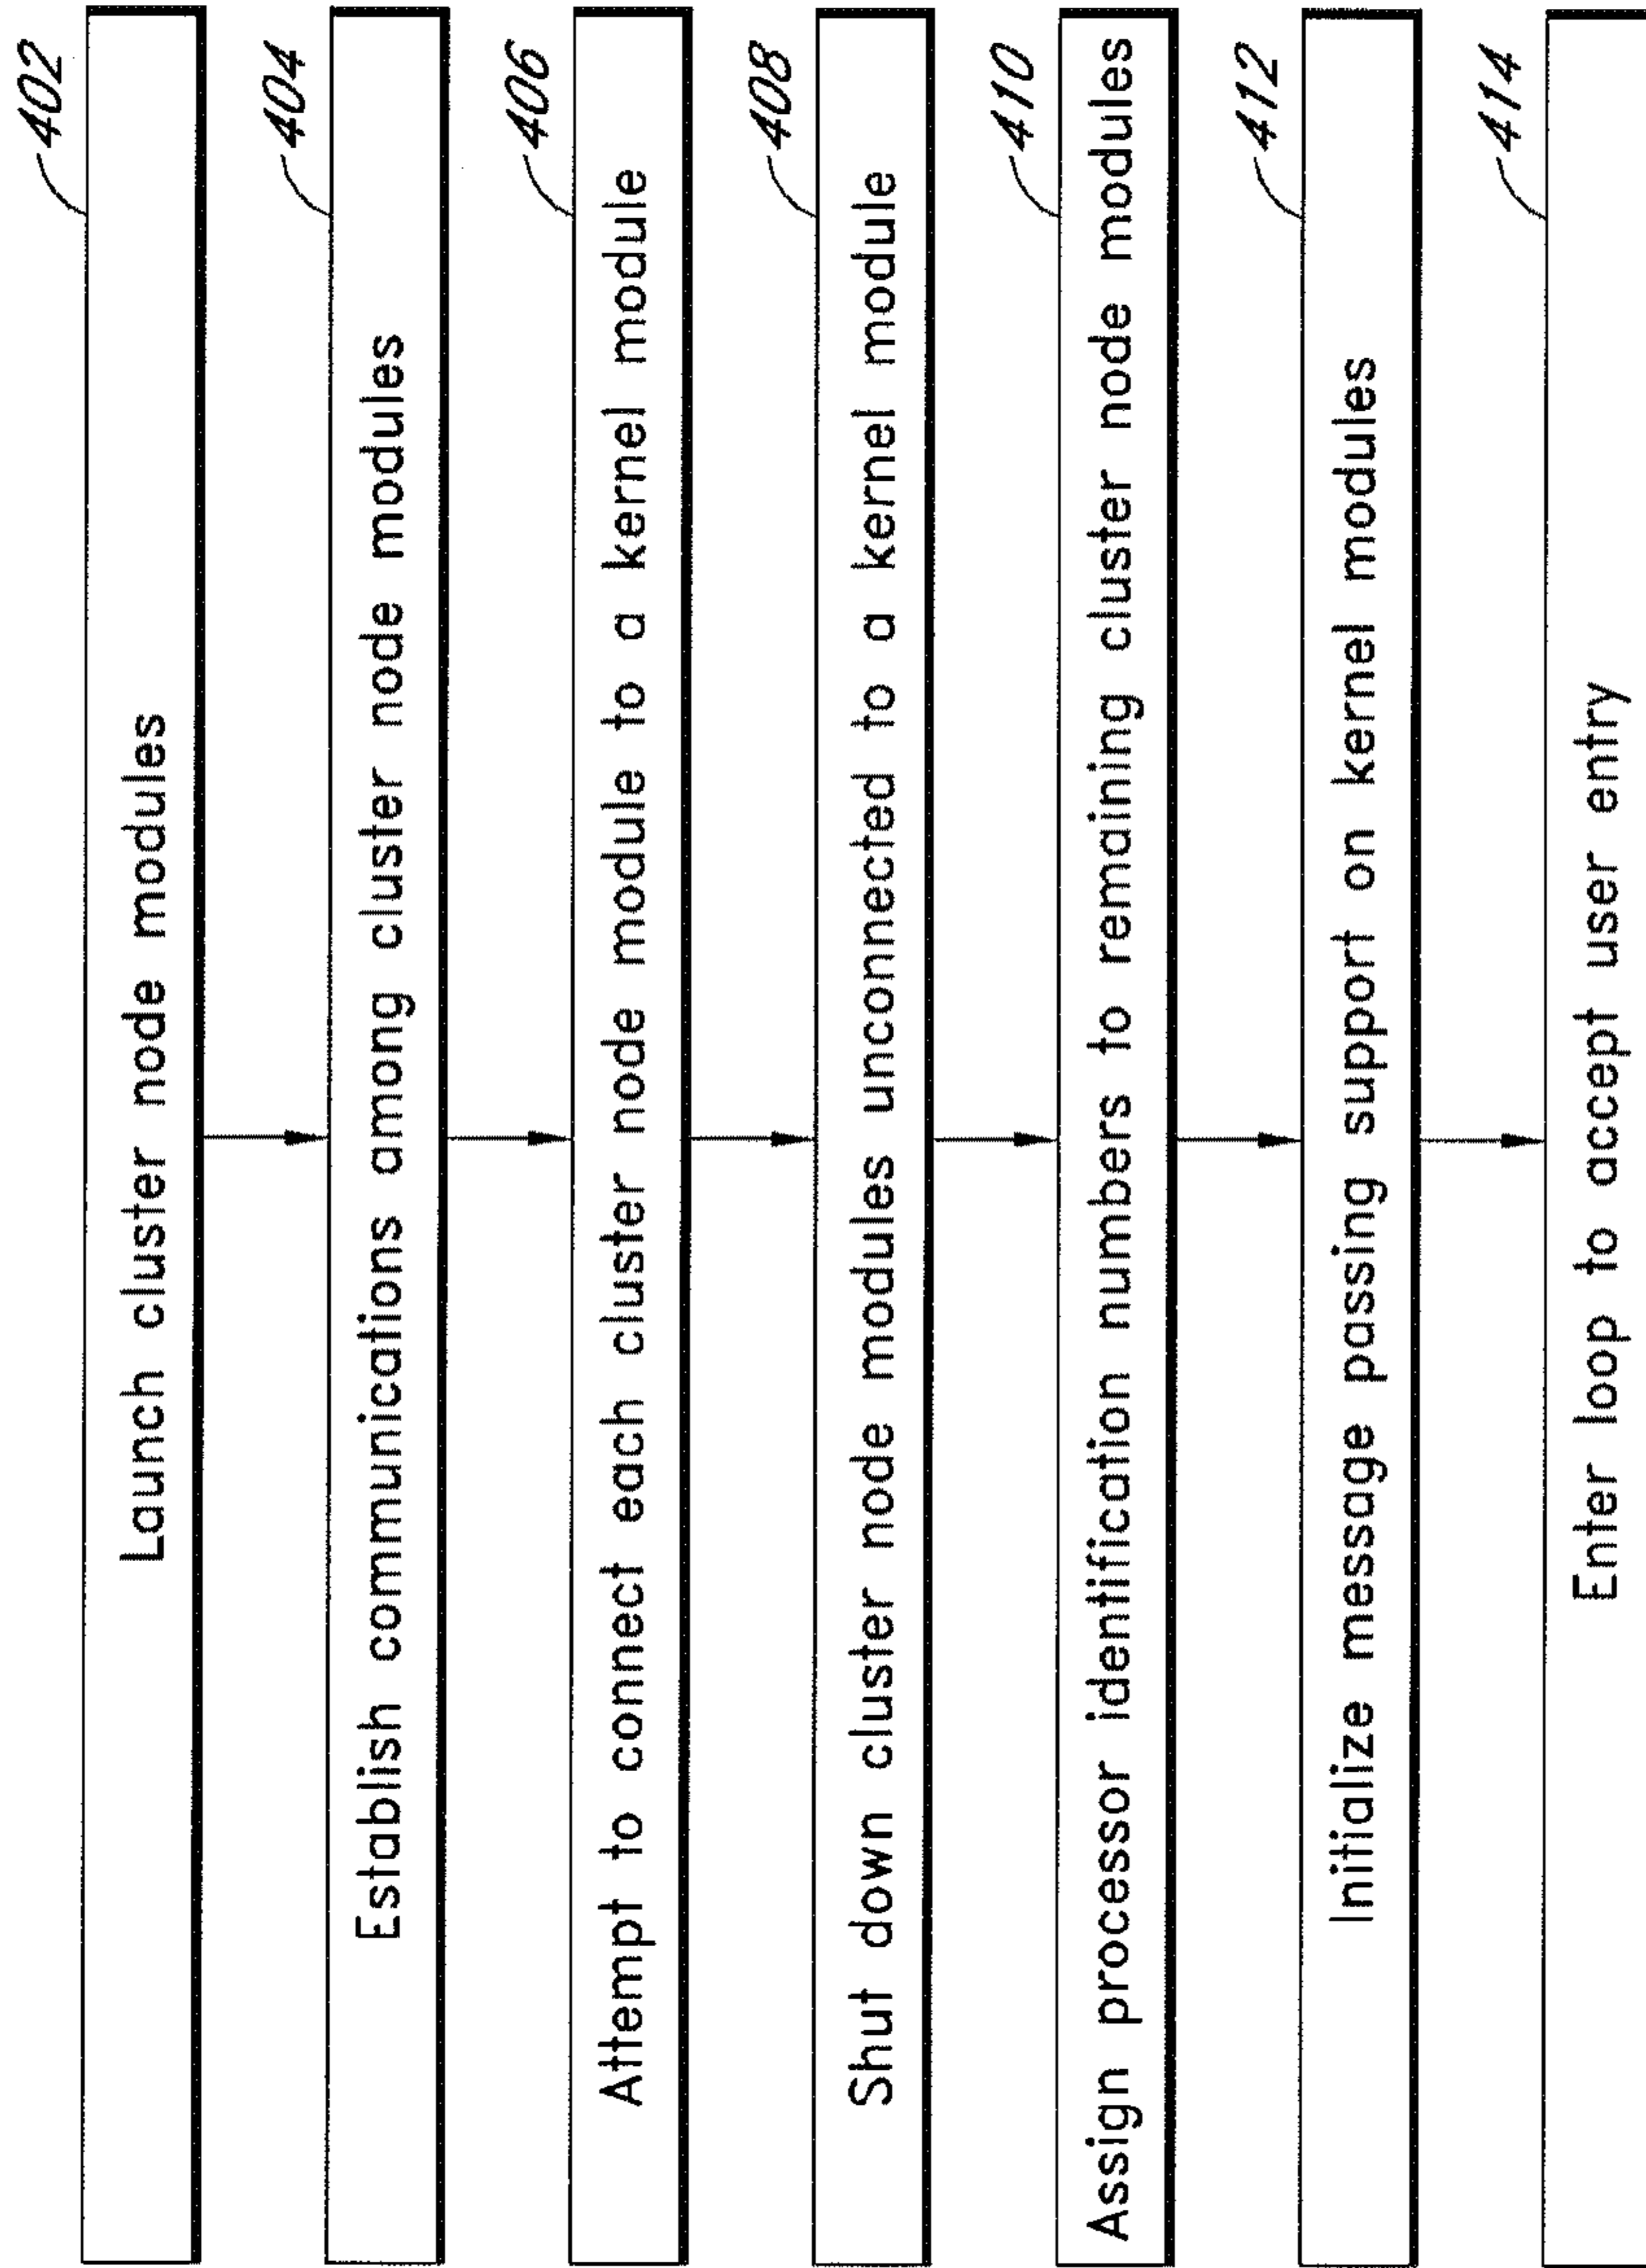 402
Launch cluster node modules
404
Establish communications among cluster node modules
406
Attempt to connect each cluster node module to a kernel module
408
Shut down cluster node modules unconnected to a kernel module
410
Assign processor identification numbers to remaining cluster node modules
412
Initialize message passing support on kernel modules
414
Enter loop to accept user entry